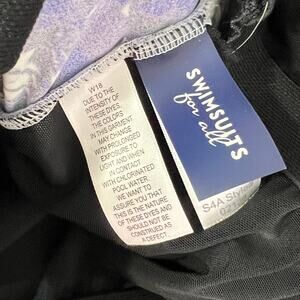 W18
DUE TO THE
INTENSITY OF
THESE DYES,
THE COLORS
IN THIS
GARMENT
MAY CHANGE
WITH PROLONGED
EXPOSURE TO
LIGHT AND WHEN
IN CONTACT
WITH CHLORINATED
POOL WATER.
WE WANT TO
ASSURE YOU THAT
THIS IS THE NATURE
OF THESE DYES AND
SHOULD NOT BE
CONSTRUED AS
A DEFECT.
SWIMSUITS
for all
S4A Style